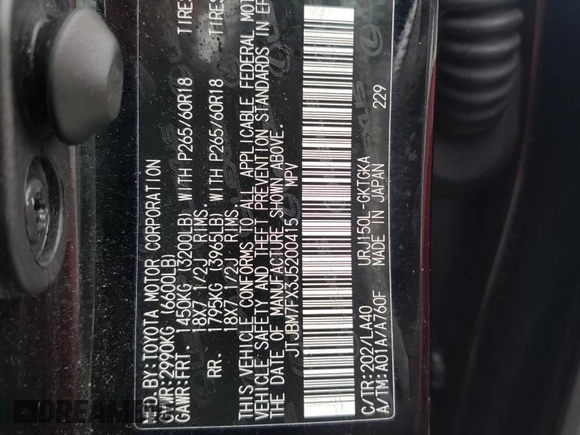 MFD.BY:TOYOTA MOTOR CORPORATION
GVWR:2990KG (6600LB)
GAWR:FRT. 1450KG (3200LB) WITH P265/60R18 TIRES
18X7 1/2J RIMS.
RR. 1795KG (3965LB) WITH P265/60R18 TIRES
18X7 1/2J RIMS.
THIS VEHICLE CONFORMS TO ALL APPLICABLE FEDERAL MOTOR
VEHICLE SAFETY AND THEFT PREVENTION STANDARDS IN EF
THE DATE OF MANUFACTURE SHOWN ABOVE.
JTJBM7FX3J5200415 MPV
C/TR:202/LA40 URJ150L-GKTGKA
A/TM:A01A/A760F MADE IN JAPAN 229
LEXUS